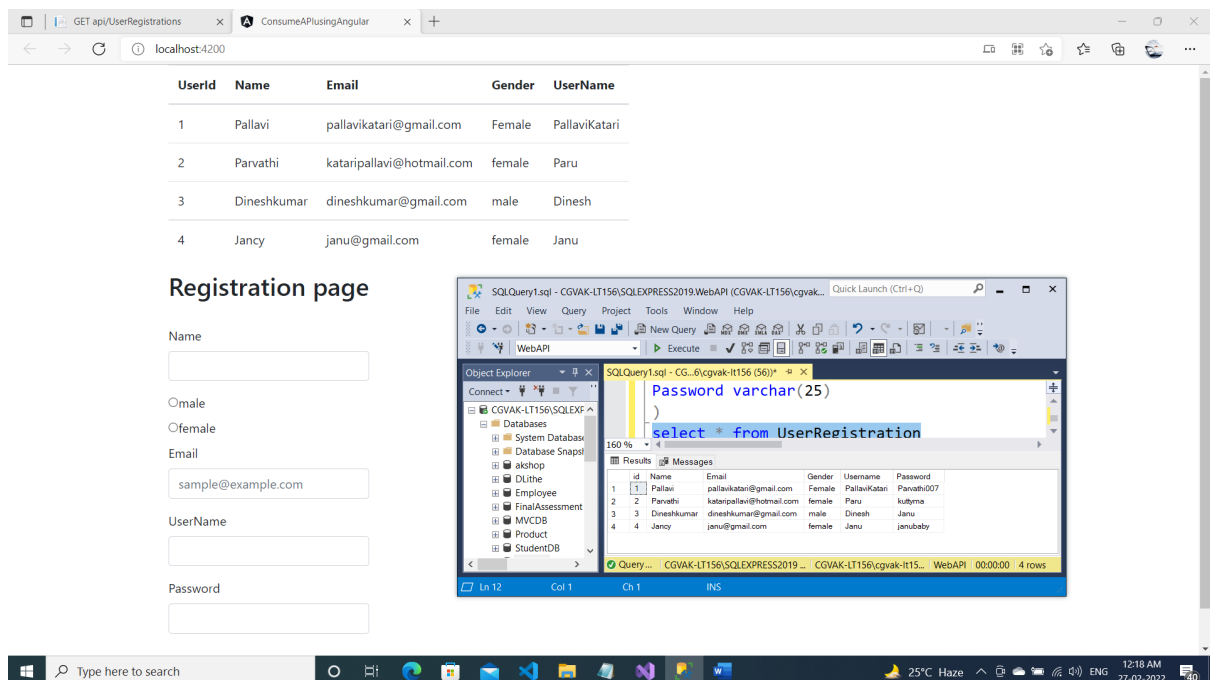 GET api/UserRegistrations
ConsumeAPIusingAngular
localhost:4200
UserId Name Email Gender UserName
1 Pallavi pallavikatari@gmail.com Female PallaviKatari
2 Parvathi kataripallavi@hotmail.com female Paru
3 Dineshkumar dineshkumar@gmail.com male Dinesh
4 Jancy janu@gmail.com female Janu
Registration page
Name
male
female
Email
sample@example.com
UserName
Password
SQLQuery1.sql - CGVAK-LT156\SQLEXPRESS2019.WebAPI (CGVAK-LT156\cgvak...
Quick Launch (Ctrl+Q)
File Edit View Query Project Tools Window Help
New Query MDX DMX XMLA DAX
WebAPI Execute
Object Explorer
Connect
CGVAK-LT156\SQLEXP
Databases
System Database
Database Snapsh
akshop
DLithe
Employee
FinalAssessment
MVCDB
Product
StudentDB
SQLQuery1.sql - CG...6\cgvak-lt156 (56))*
Password varchar(25)
)
select * from UserRegistration
160 %
Results Messages
id Name Email Gender Username Password
1 1 Pallavi pallavikatari@gmail.com Female PallaviKatari Parvathi007
2 2 Parvathi kataripallavi@hotmail.com female Paru kuttyma
3 3 Dineshkumar dineshkumar@gmail.com male Dinesh Janu
4 4 Jancy janu@gmail.com female Janu janubaby
Query... CGVAK-LT156\SQLEXPRESS2019 ... CGVAK-LT156\cgvak-lt15... WebAPI 00:00:00 4 rows
Ln 12 Col 1 Ch 1 INS
Type here to search
25°C Haze ENG 12:18 AM
27-02-2022
40